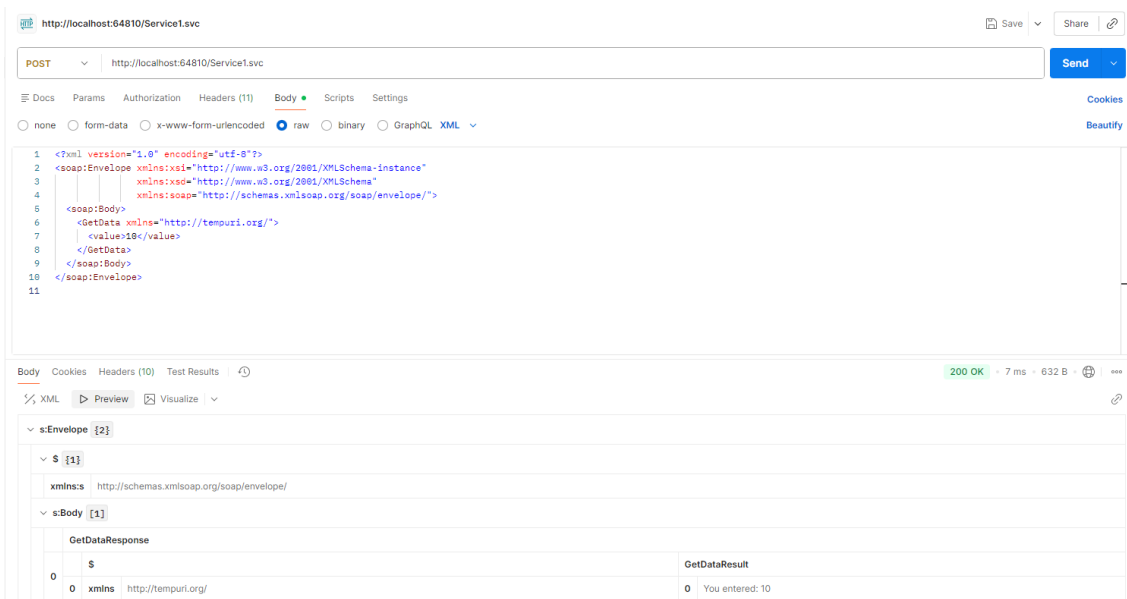 HTTP http://localhost:64810/Service1.svc Save Share
POST http://localhost:64810/Service1.svc Send
Docs Params Authorization Headers (11) Body Scripts Settings Cookies
none form-data x-www-form-urlencoded raw binary GraphQL XML Beautify
1 <?xml version="1.0" encoding="utf-8"?>
2 <soap:Envelope xmlns:xsi="http://www.w3.org/2001/XMLSchema-instance"
3 xmlns:xsd="http://www.w3.org/2001/XMLSchema"
4 xmlns:soap="http://schemas.xmlsoap.org/soap/envelope/">
5 <soap:Body>
6 <GetData xmlns="http://tempuri.org/">
7 <value>10</value>
8 </GetData>
9 </soap:Body>
10 </soap:Envelope>
11
Body Cookies Headers (10) Test Results 200 OK • 7 ms • 632 B
XML Preview Visualize
s:Envelope {2}
$ {1}
xmlns:s http://schemas.xmlsoap.org/soap/envelope/
s:Body [1]
GetDataResponse
$ GetDataResult
0
0 xmlns http://tempuri.org/ 0 You entered: 10